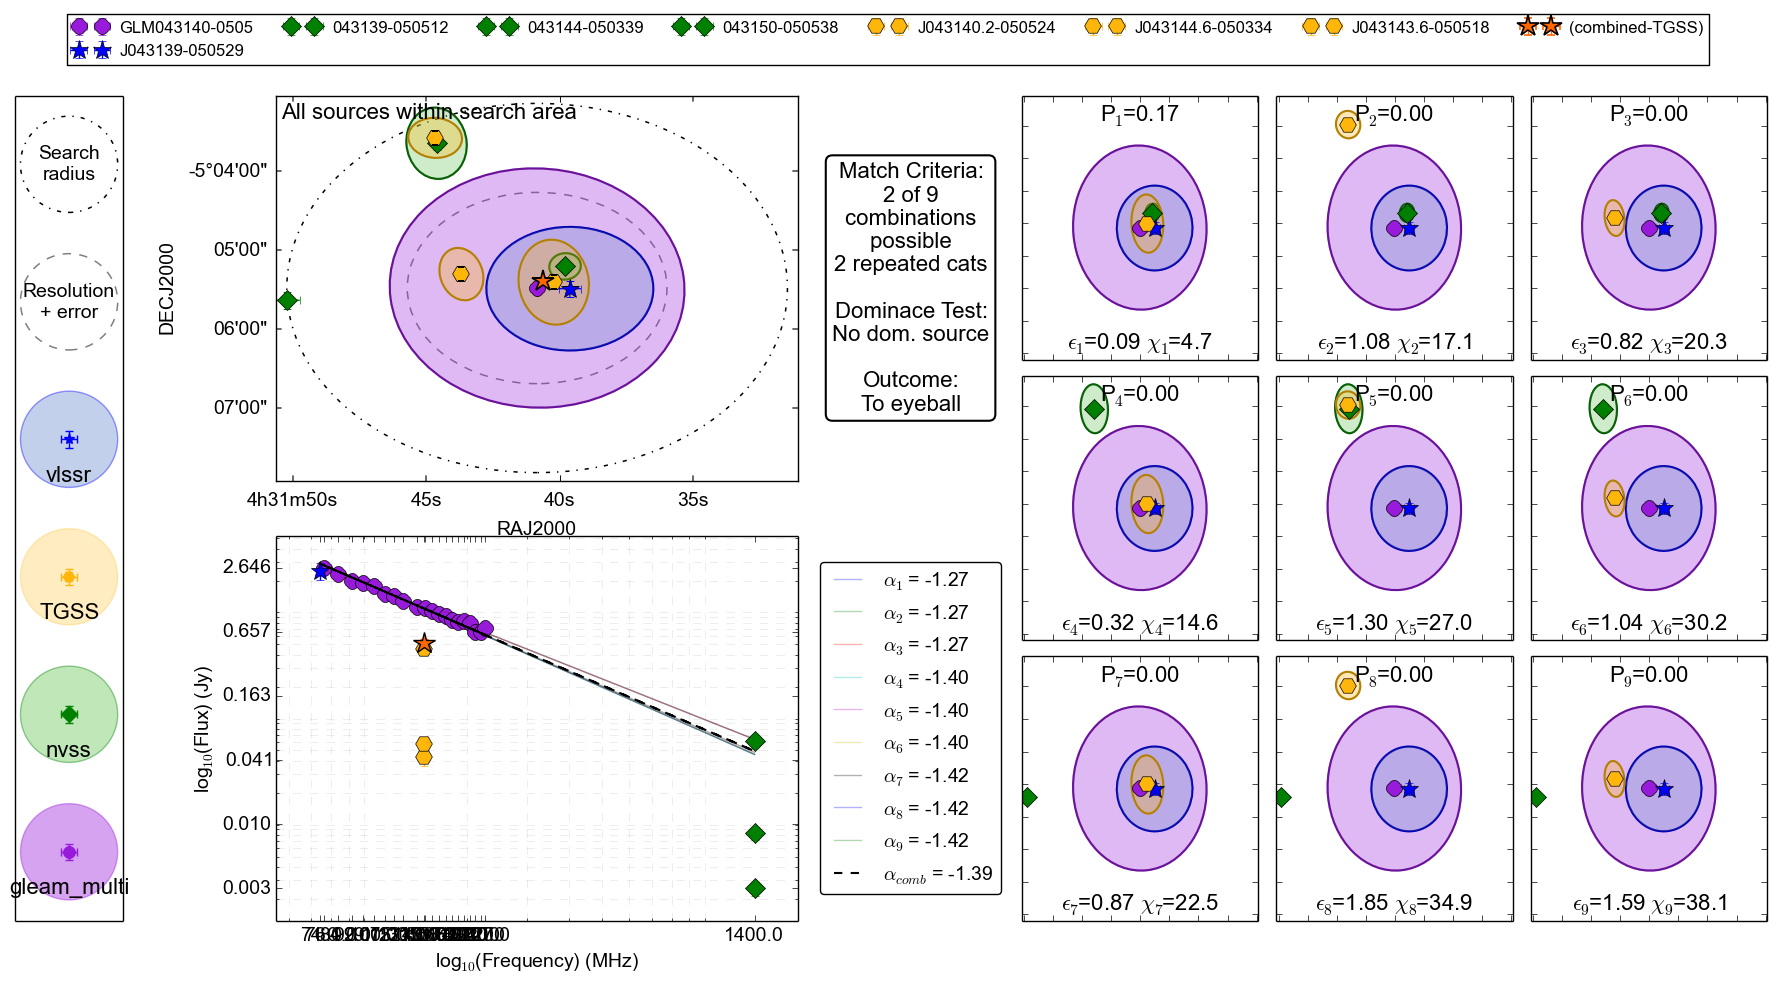 GLM043140-0505 043139-050512 043144-050339 043150-050538 J043140.2-050524 J043144.6-050334 J043143.6-050518 (combined-TGSS)
J043139-050529
Search
radius
Resolution
+ error
vlssr
TGSS
nvss
gleam_multi
All sources within search area
DECJ2000
-5°04'00"
05'00"
06'00"
07'00"
4h31m50s 45s 40s 35s
RAJ2000
Match Criteria:
2 of 9
combinations
possible
2 repeated cats
Dominace Test:
No dom. source
Outcome:
To eyeball
log10(Flux) (Jy)
2.646
0.657
0.163
0.041
0.010
0.003
1400.0
log10(Frequency) (MHz)
α1 = -1.27
α2 = -1.27
α3 = -1.27
α4 = -1.40
α5 = -1.40
α6 = -1.40
α7 = -1.42
α8 = -1.42
α9 = -1.42
αcomb = -1.39
P1=0.17 P2=0.00 P3=0.00
ϵ1=0.09 χ1=4.7 ϵ2=1.08 χ2=17.1 ϵ3=0.82 χ3=20.3
P4=0.00 P5=0.00 P6=0.00
ϵ4=0.32 χ4=14.6 ϵ5=1.30 χ5=27.0 ϵ6=1.04 χ6=30.2
P7=0.00 P8=0.00 P9=0.00
ϵ7=0.87 χ7=22.5 ϵ8=1.85 χ8=34.9 ϵ9=1.59 χ9=38.1